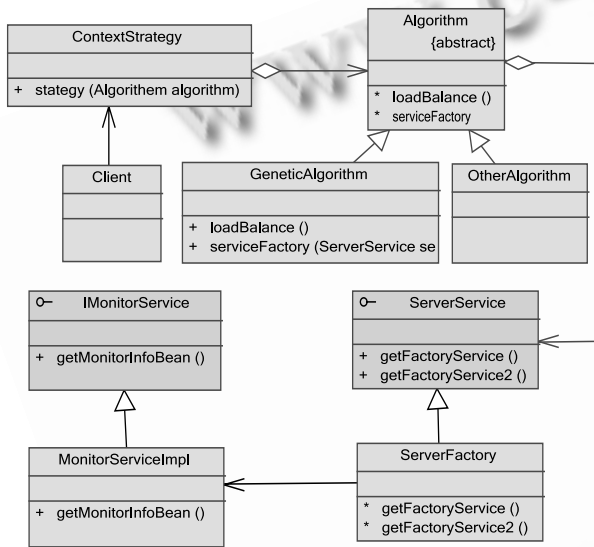 ContextStrategy
+ stategy (Algorithem algorithm)
Algorithm
{abstract}
* loadBalance ()
* serviceFactory
Client
GeneticAlgorithm
+ loadBalance ()
+ serviceFactory (ServerService se
OtherAlgorithm
IMonitorService
+ getMonitorInfoBean ()
ServerService
+ getFactoryService ()
+ getFactoryService2 ()
MonitorServiceImpl
+ getMonitorInfoBean ()
ServerFactory
* getFactoryService ()
* getFactoryService2 ()